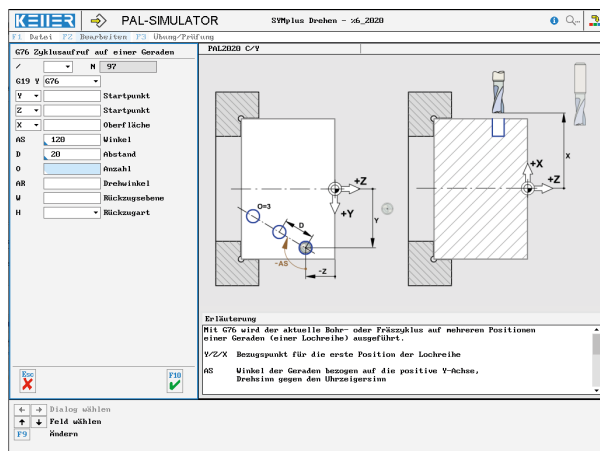 KELLER PAL-SIMULATOR SYMplus Drehen - %6_2020
F1 Datei F2 Bearbeiten F3 Übung/Prüfung
G76 Zyklusaufruf auf einer Geraden
/ N 97
G19 Y G76
Y Startpunkt
Z Startpunkt
X Oberfläche
AS 120 Winkel
D 20 Abstand
O Anzahl
AR Drehwinkel
W Rückzugsebene
H Rückzugart
Esc F10
PAL2020 C/Y
+Z
+Y
Y
O=3
D
-AS
-Z
X
+X
+Z
Erläuterung
Mit G76 wird der aktuelle Bohr- oder Fräszyklus auf mehreren Positionen
einer Geraden (einer Lochreihe) ausgeführt.
Y/Z/X Bezugspunkt für die erste Position der Lochreihe
AS Winkel der Geraden bezogen auf die positive Y-Achse,
Drehsinn gegen den Uhrzeigersinn
Dialog wählen
Feld wählen
F9 Ändern